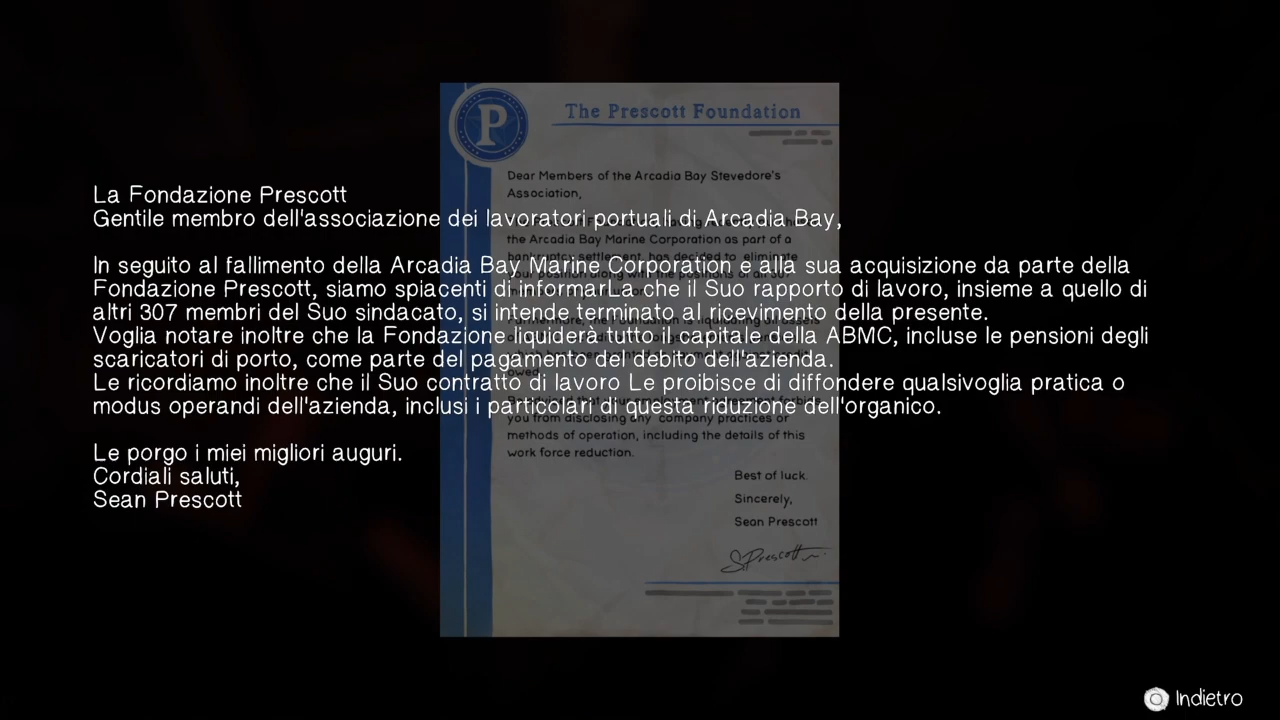 P
The Prescott Foundation
Dear Members of the Arcadia Bay Stevedore's
Association,
La Fondazione Prescott
Gentile membro dell'associazione dei lavoratori portuali di Arcadia Bay,
the Arcadia Bay Marine Corporation as part of a
In seguito al fallimento della Arcadia Bay Marine Corporation e alla sua acquisizione da parte della
Fondazione Prescott, siamo spiacenti di informarLa che il Suo rapporto di lavoro, insieme a quello di
altri 307 membri del Suo sindacato, si intende terminato al ricevimento della presente.
Voglia notare inoltre che la Fondazione liquiderà tutto il capitale della ABMC, incluse le pensioni degli
scaricatori di porto, come parte del pagamento del debito dell'azienda.
owed.
Le ricordiamo inoltre che il Suo contratto di lavoro Le proibisce di diffondere qualsivoglia pratica o
modus operandi dell'azienda, inclusi i particolari di questa riduzione dell'organico.
you from disclosing any company practices or
methods of operation, including the details of this
work force reduction.
Le porgo i miei migliori auguri.
Cordiali saluti,
Sean Prescott
Best of luck.
Sincerely,
Sean Prescott
S Prescott
Indietro